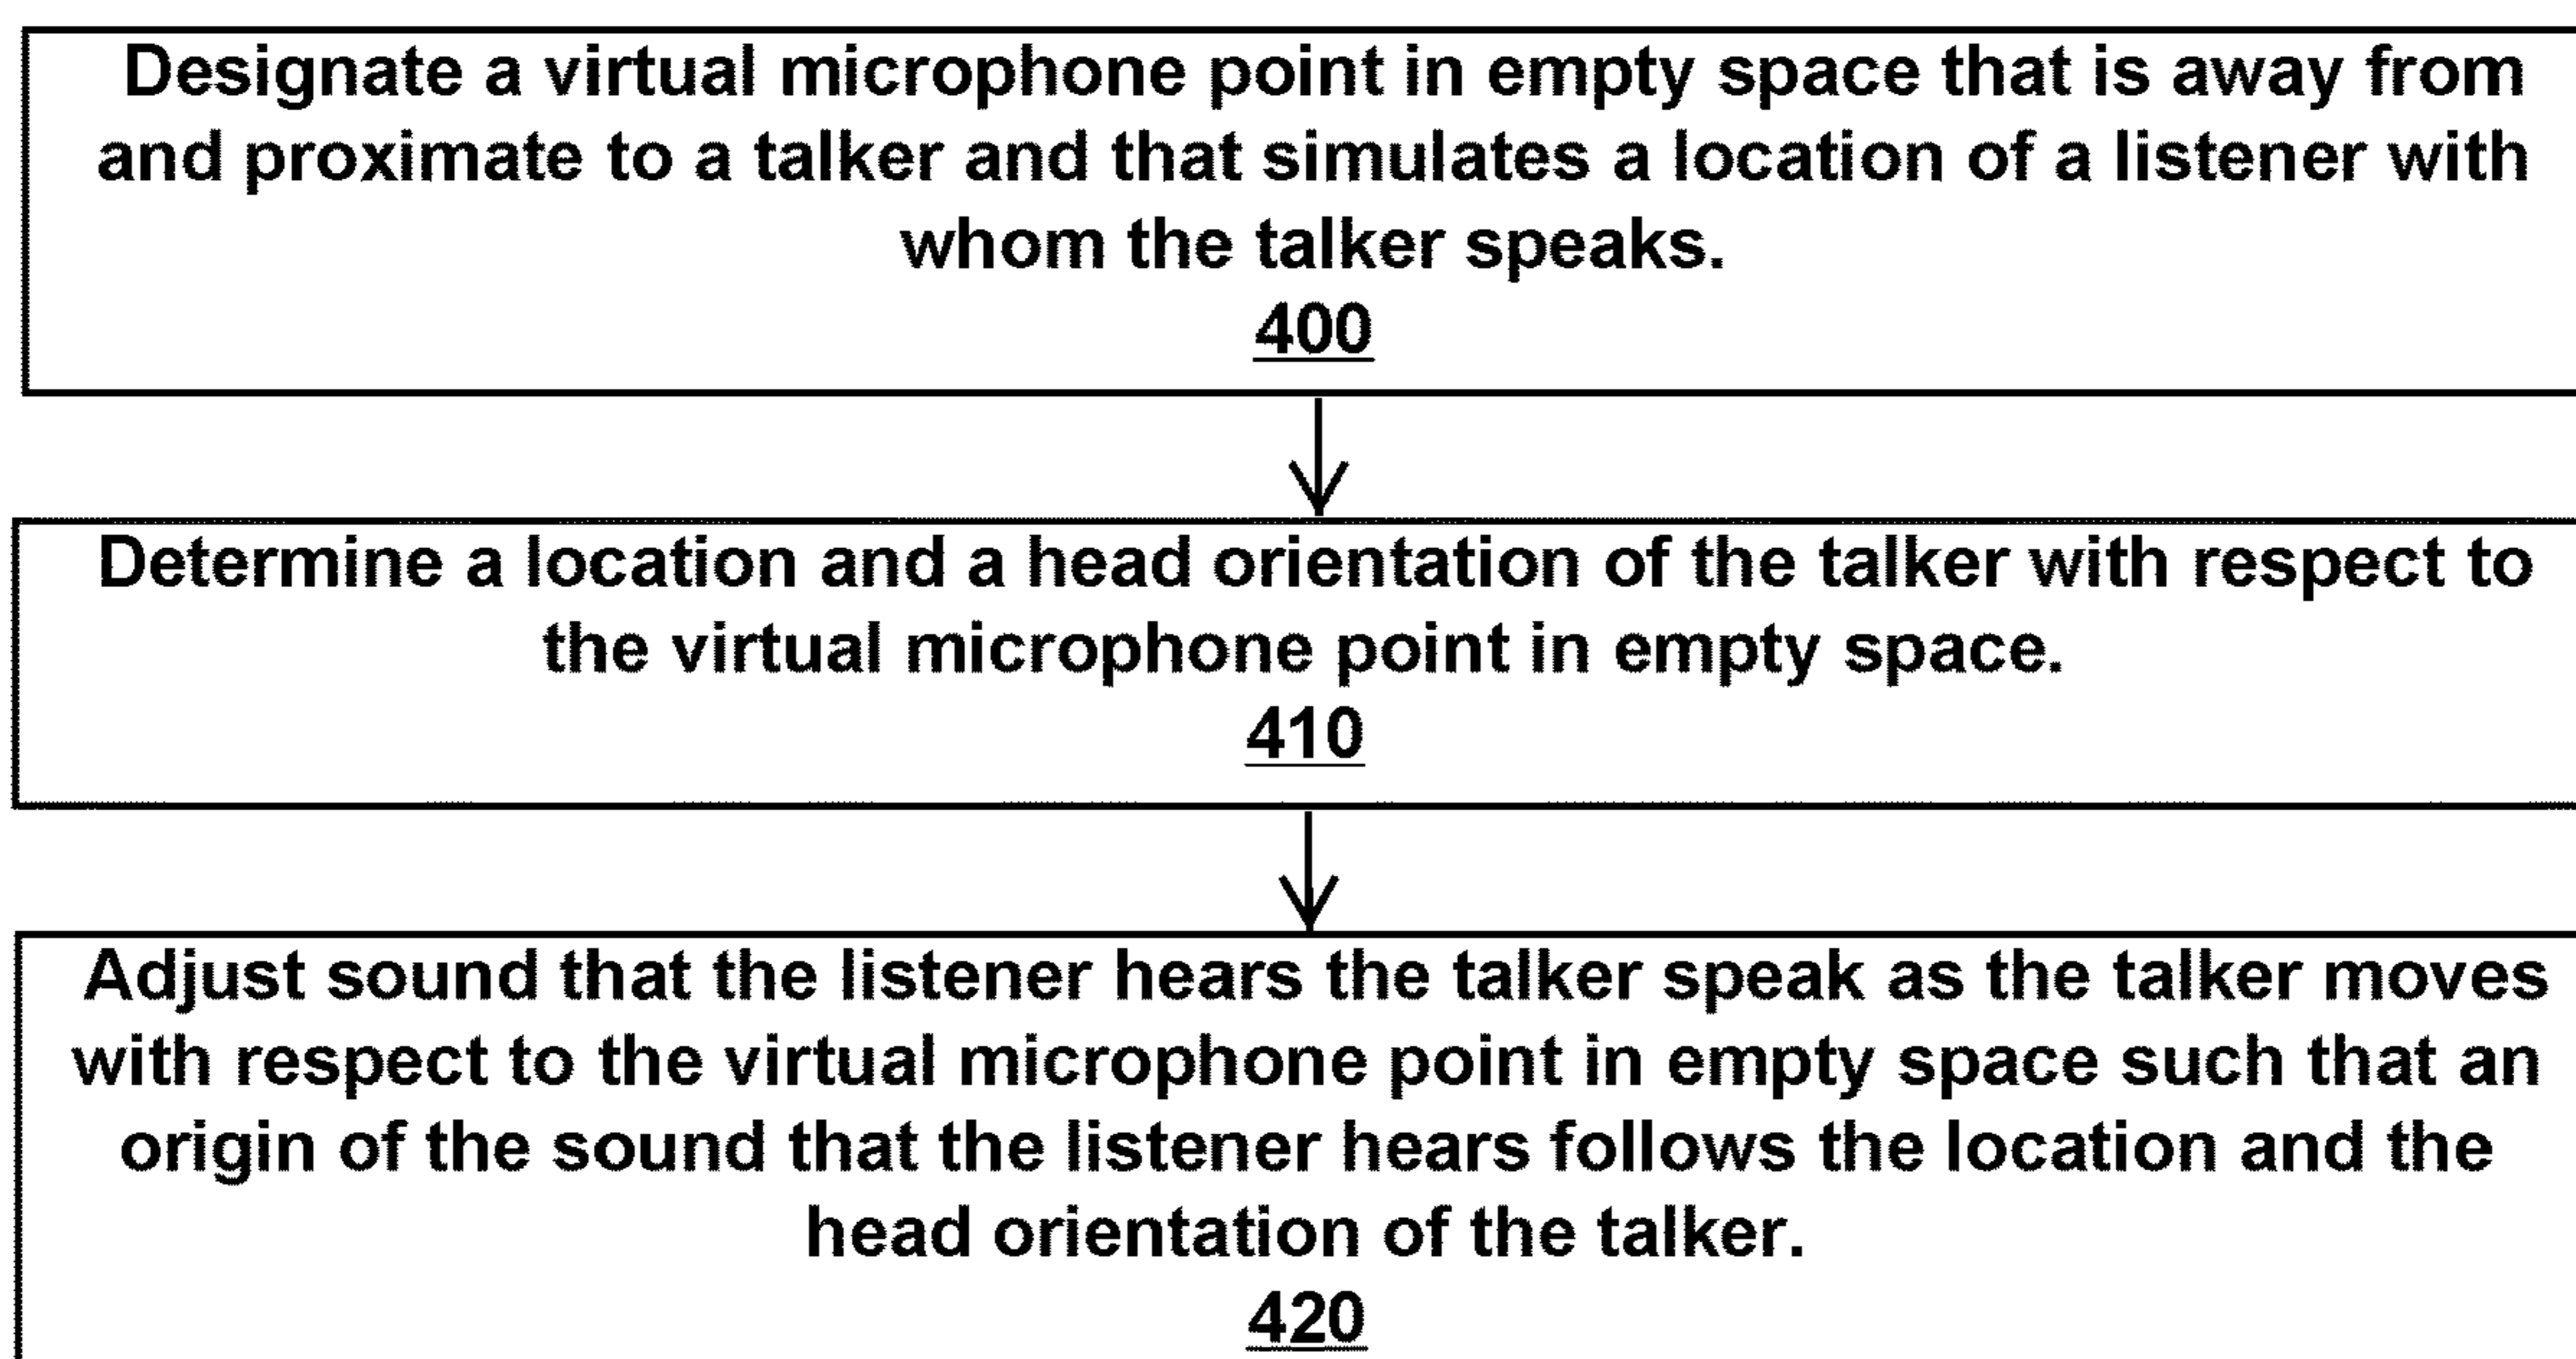 Designate a virtual microphone point in empty space that is away from
and proximate to a talker and that simulates a location of a listener with
whom the talker speaks.
400
Determine a location and a head orientation of the talker with respect to
the virtual microphone point in empty space.
410
Adjust sound that the listener hears the talker speak as the talker moves
with respect to the virtual microphone point in empty space such that an
origin of the sound that the listener hears follows the location and the
head orientation of the talker.
420